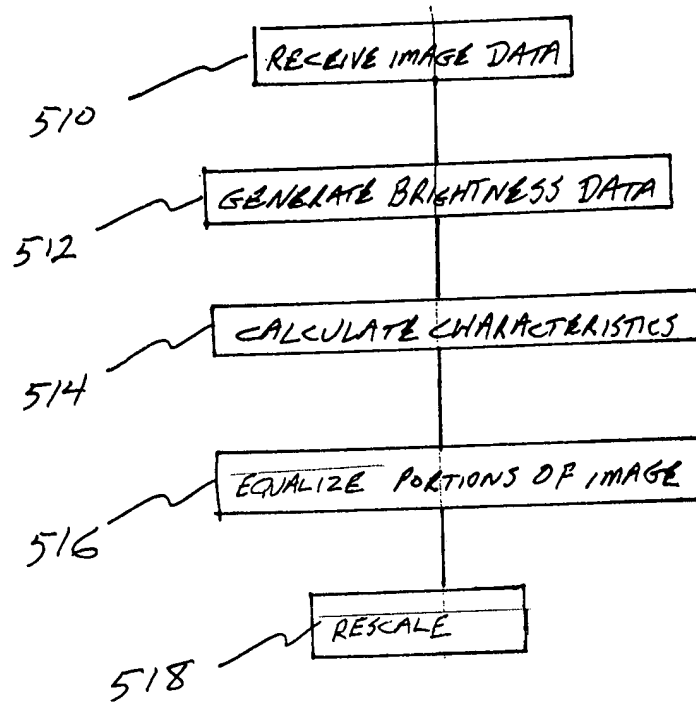 RECEIVE IMAGE DATA
510
GENERATE BRIGHTNESS DATA
512
CALCULATE CHARACTERISTICS
514
EQUALIZE PORTIONS OF IMAGE
516
RESCALE
518